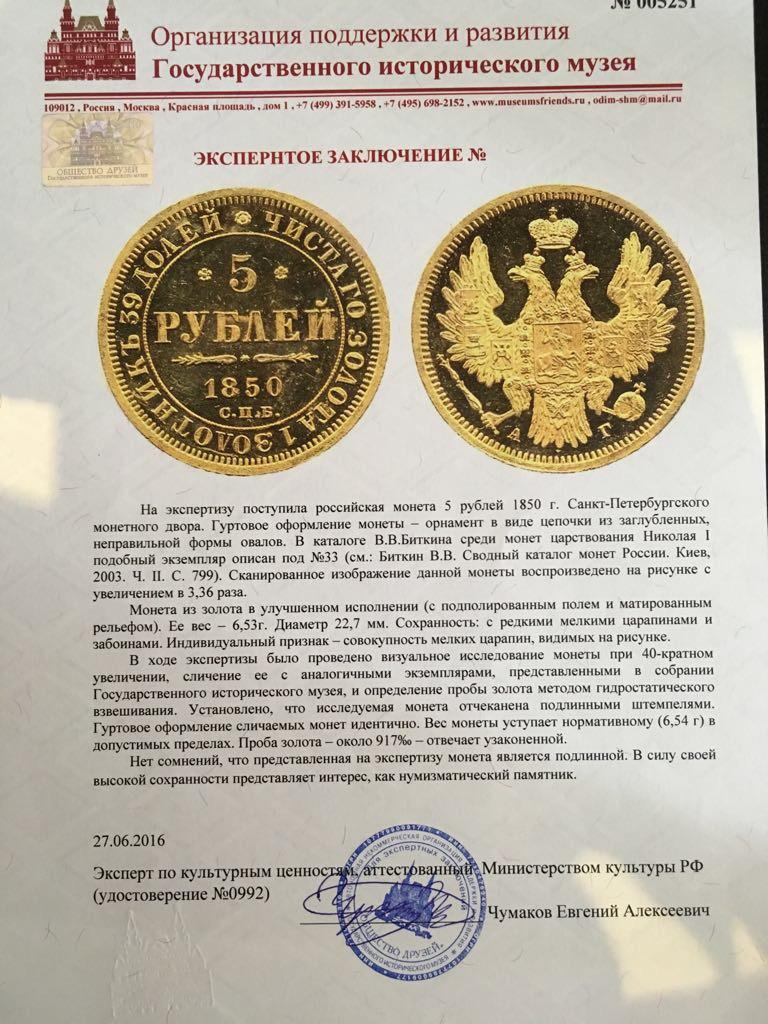 № 005251
Организация поддержки и развития
Государственного исторического музея
109012 , Россия , Москва , Красная площадь , дом 1 , +7 (499) 391-5958 , +7 (495) 698-2152 , www.museumsfriends.ru , odim-shm@mail.ru
ОБЩЕСТВО ДРУЗЕЙ
ГОСУДАРСТВЕННОГО ИСТОРИЧЕСКОГО МУЗЕЯ
ЭКСПЕРНТОЕ ЗАКЛЮЧЕНИЕ №
ЧИСТАГО ЗОЛОТА 1 ЗОЛОТНИКЪ 39 ДОЛЕЙ
5
РУБЛЕЙ
1850
С.П.Б.
А Г
На экспертизу поступила российская монета 5 рублей 1850 г. Санкт-Петербургского
монетного двора. Гуртовое оформление монеты – орнамент в виде цепочки из заглубленных,
неправильной формы овалов. В каталоге В.В.Биткина среди монет царствования Николая I
подобный экземпляр описан под №33 (см.: Биткин В.В. Сводный каталог монет России. Киев,
2003. Ч. II. С. 799). Сканированное изображение данной монеты воспроизведено на рисунке с
увеличением в 3,36 раза.
Монета из золота в улучшенном исполнении (с подполированным полем и матированным
рельефом). Ее вес – 6,53г. Диаметр 22,7 мм. Сохранность: с редкими мелкими царапинами и
забоинами. Индивидуальный признак – совокупность мелких царапин, видимых на рисунке.
В ходе экспертизы было проведено визуальное исследование монеты при 40-кратном
увеличении, сличение ее с аналогичными экземплярами, представленными в собрании
Государственного исторического музея, и определение пробы золота методом гидростатического
взвешивания. Установлено, что исследуемая монета отчеканена подлинными штемпелями.
Гуртовое оформление сличаемых монет идентично. Вес монеты уступает нормативному (6,54 г) в
допустимых пределах. Проба золота – около 917‰ – отвечает узаконенной.
Нет сомнений, что представленная на экспертизу монета является подлинной. В силу своей
высокой сохранности представляет интерес, как нумизматический памятник.
27.06.2016
Эксперт по культурным ценностям, аттестованный Министерством культуры РФ
(удостоверение №0992)
Чумаков Евгений Алексеевич
экспертных заключений
ОБЩЕСТВО ДРУЗЕЙ